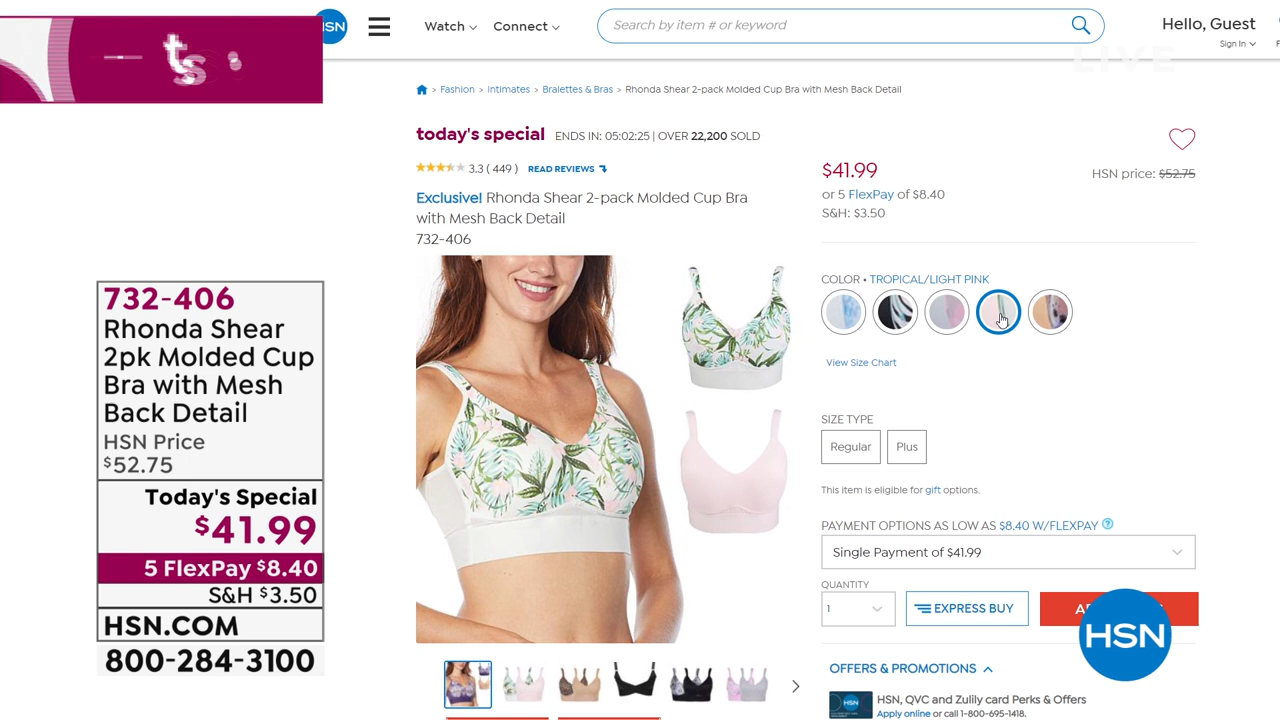 ts
HSN
Watch
Connect
Search by item # or keyword
Hello, Guest
Sign In
LIVE
> Fashion > Intimates > Bralettes & Bras > Rhonda Shear 2-pack Molded Cup Bra with Mesh Back Detail
today's special ENDS IN: 05:02:25 | OVER 22,200 SOLD
3.3 ( 449 ) READ REVIEWS
Exclusive! Rhonda Shear 2-pack Molded Cup Bra
with Mesh Back Detail
732-406
$41.99
HSN price: $52.75
or 5 FlexPay of $8.40
S&H: $3.50
COLOR • TROPICAL/LIGHT PINK
View Size Chart
SIZE TYPE
Regular
Plus
This item is eligible for gift options.
PAYMENT OPTIONS AS LOW AS $8.40 W/FLEXPAY ?
Single Payment of $41.99
QUANTITY
1
EXPRESS BUY
HSN
OFFERS & PROMOTIONS
HSN, QVC and Zulily card Perks & Offers
Apply online or call 1-800-695-1418.
732-406
Rhonda Shear
2pk Molded Cup
Bra with Mesh
Back Detail
HSN Price
$52.75
Today's Special
$41.99
5 FlexPay $8.40
S&H $3.50
HSN.COM
800-284-3100